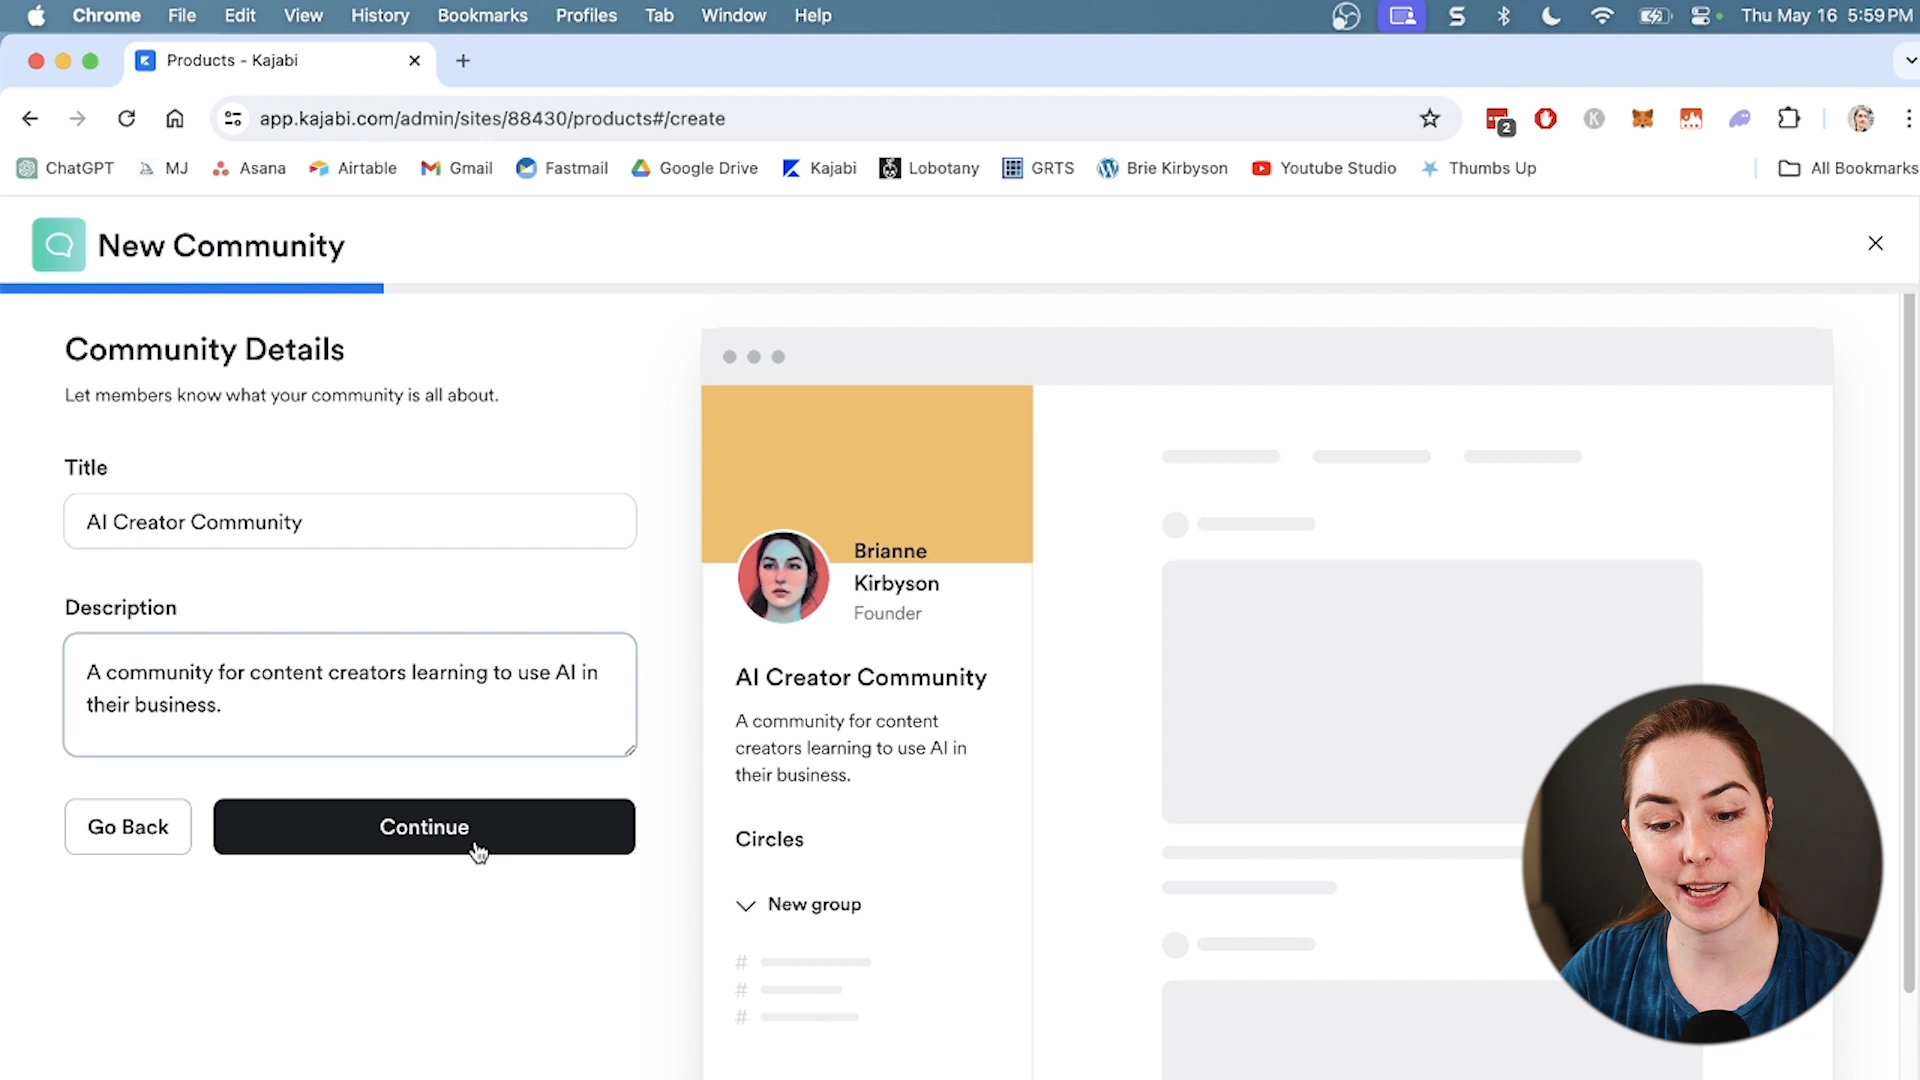 Chrome File Edit View History Bookmarks Profiles Tab Window Help S Thu May 16 5:59 PM
Products - Kajabi
app.kajabi.com/admin/sites/88430/products#/create 2 K
ChatGPT MJ Asana Airtable Gmail Fastmail Google Drive Kajabi Lobotany GRTS Brie Kirbyson Youtube Studio Thumbs Up All Bookmarks
New Community
Community Details
Let members know what your community is all about.
Title
AI Creator Community
Description
A community for content creators learning to use AI in
their business.
Go Back Continue
Brianne
Kirbyson
Founder
AI Creator Community
A community for content
creators learning to use AI in
their business.
Circles
New group
#
#
#